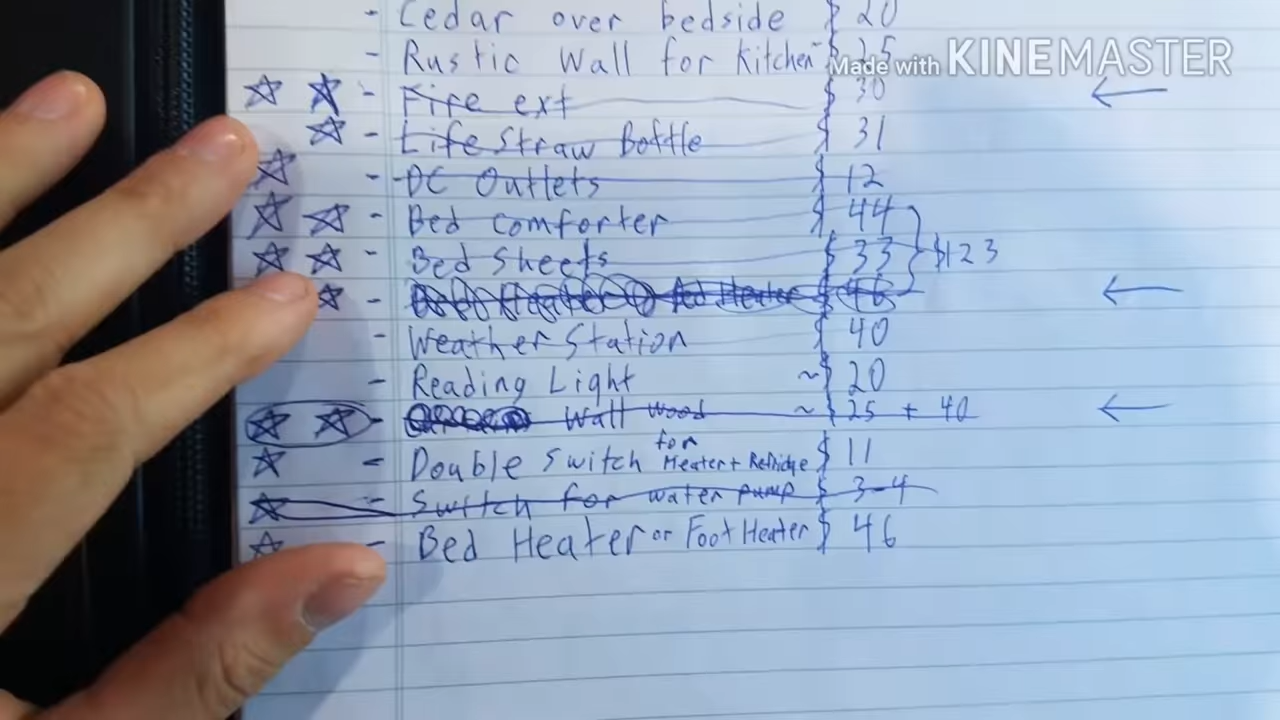 - Cedar over bedside $ 20
- Rustic Wall for Kitchen ~ $ 25
Made with KINEMASTER
- Fire ext $ 30
- Life Straw Bottle $ 31
- DC Outlets $ 12
- Bed comforter $ 44
- Bed Sheets $ 33 $123
- Bed Heater $ 46
- Weather Station $ 40
- Reading Light ~ $ 20
- Wall wood ~ $ 25 + 40
- Double Switch for Heater + Refridge $ 11
- Switch for water pump $ 3-4
- Bed Heater or Foot Heater $ 46